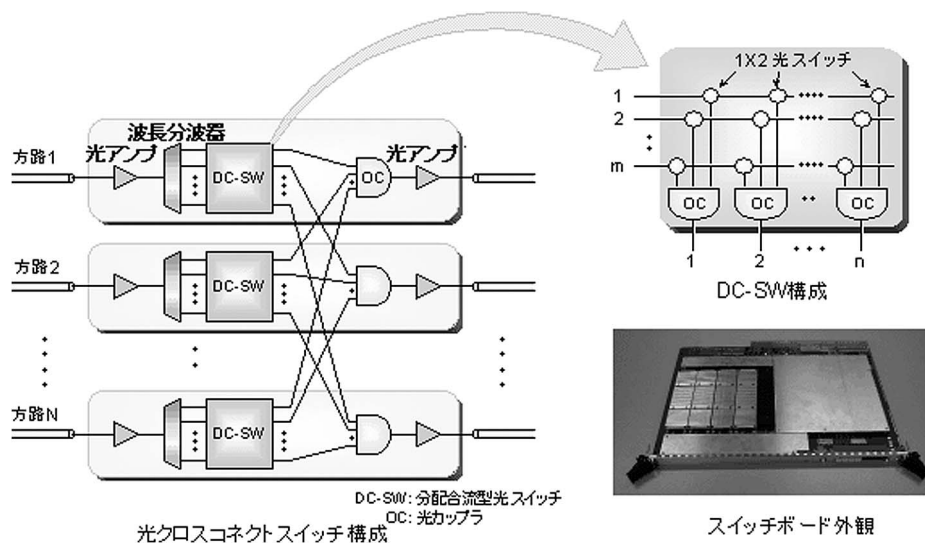 1X2光スイッチ
1
2
m
OC OC OC
1 2 n
DC-SW構成
方路1
光アンプ
波長分波器
DC-SW
OC
光アンプ
方路2
DC-SW
方路N
DC-SW
DC-SW: 分配合流型光スイッチ
OC: 光カップラ
光クロスコネクトスイッチ構成
スイッチボード外観